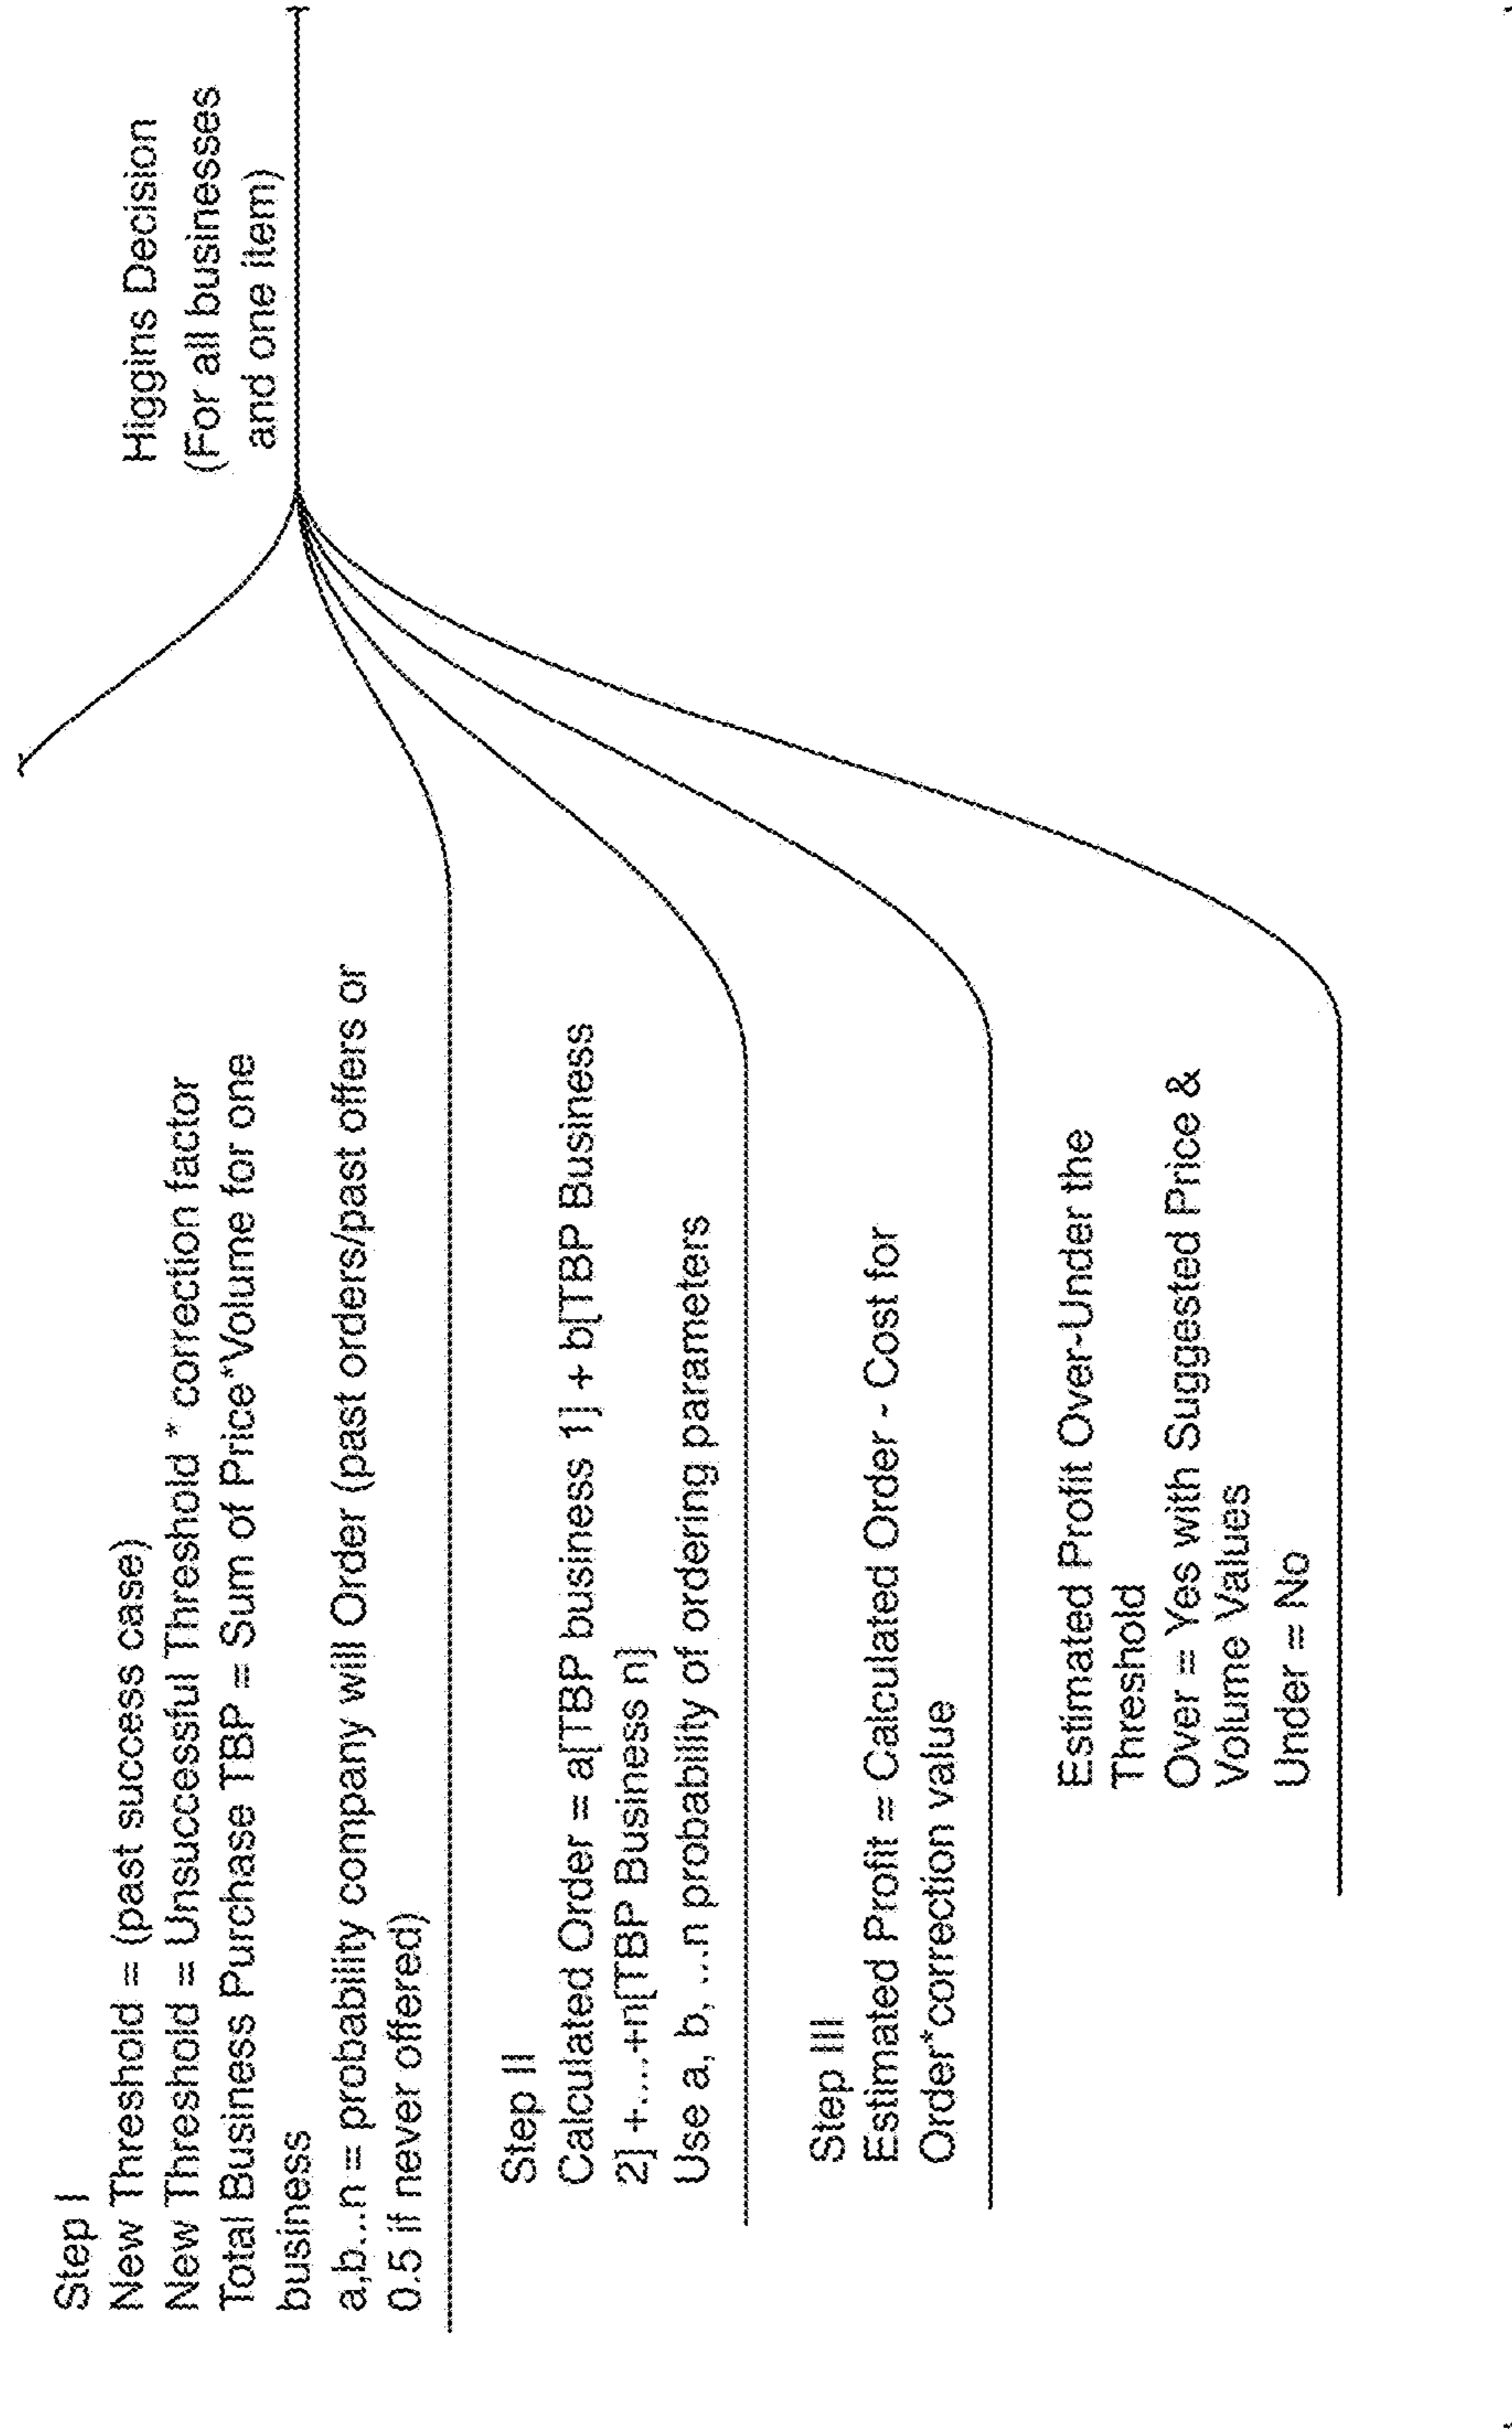 Higgins Decision
(For all businesses
and one item)
Step I
New Threshold = (past success case)
New Threshold = Unsuccessful Threshold * correction factor
Total Business Purchase TBP = Sum of Price*Volume for one
business
a,b...n = probability company will Order (past orders/past offers or
0.5 if never offered)
Step II
Calculated Order = a[TBP business 1] + b[TBP Business
2] +....+n[TBP Business n]
Use a, b, ...n probability of ordering parameters
Step III
Estimated Profit = Calculated Order - Cost for
Order*correction value
Estimated Profit Over-Under the
Threshold
Over = Yes with Suggested Price &
Volume Values
Under = No